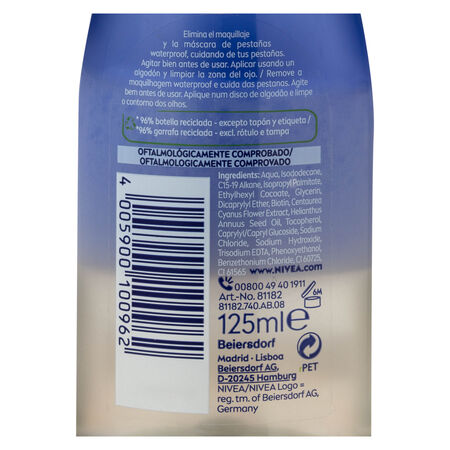 Elimina el maquillaje
y la máscara de pestañas
waterproof, cuidando de tus pestañas.
Agitar bien antes de usar. Aplicar usando un
algodón y limpiar la zona del ojo. / Remove a
maquilhagem waterproof e cuida das pestanas. Agite
bem antes de usar. Aplique num disco de algodão e limpe
o contorno dos olhos.
*96% botella reciclada - excepto tapón y etiqueta /
*96% garrafa reciclada - excl. rótulo e tampa
OFTALMOLÓGICAMENTE COMPROBADO/
OFTALMOLOGICAMENTE COMPROVADO
Ingredients: Aqua, Isododecane,
C15-19 Alkane, Isopropyl Palmitate,
Ethylhexyl Cocoate, Glycerin,
Dicaprylyl Ether, Biotin, Centaurea
Cyanus Flower Extract, Helianthus
Annuus Seed Oil, Tocopherol,
Caprylyl/Capryl Glucoside, Sodium
Chloride, Sodium Hydroxide,
Trisodium EDTA, Phenoxyethanol,
Benzethonium Chloride, CI 60725,
CI 61565
www.NIVEA.com
00800 49 40 1911
Art.-No. 81182
81182.740.AB.08
6M
125ml e
Beiersdorf
Madrid · Lisboa
Beiersdorf AG,
D-20245 Hamburg
NIVEA/NIVEA Logo =
reg. tm. of Beiersdorf AG,
Germany
PET
4 005900 100962